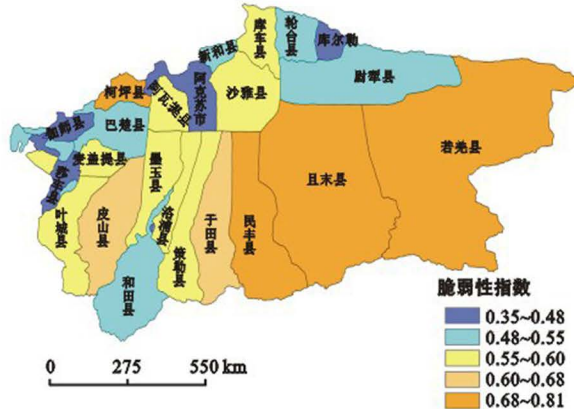 库车县
轮台县
库尔勒
新和县
阿克苏市
沙雅县
尉犁县
柯坪县
阿瓦提县
巴楚县
伽师县
麦盖提县
莎车县
叶城县
皮山县
墨玉县
洛浦县
策勒县
和田县
于田县
民丰县
且末县
若羌县
脆弱性指数
0.35~0.48
0.48~0.55
0.55~0.60
0.60~0.68
0.68~0.81
0 275 550 km